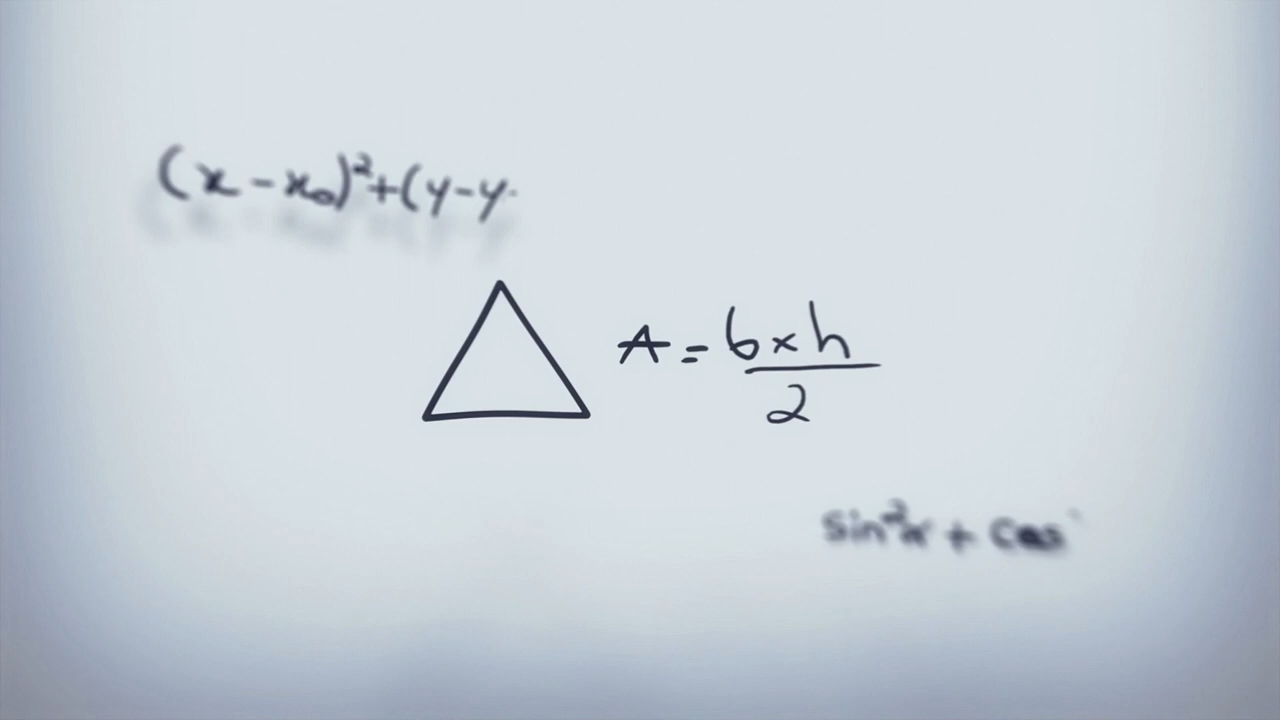 (x - x₀)² + (y - y
A = b x h / 2
sin²x + cos